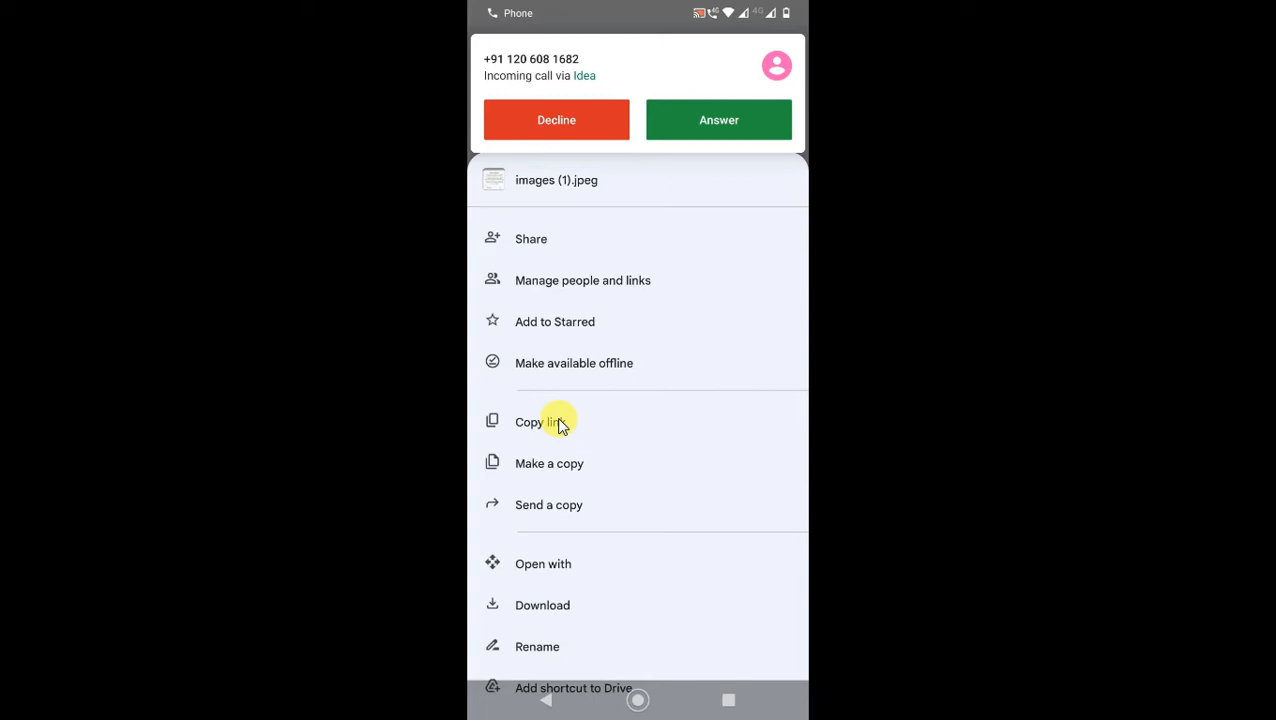 Phone
4G
4G
+91 120 608 1682
Incoming call via Idea
Decline
Answer
images (1).jpeg
Share
Manage people and links
Add to Starred
Make available offline
Copy link
Make a copy
Send a copy
Open with
Download
Rename
Add shortcut to Drive